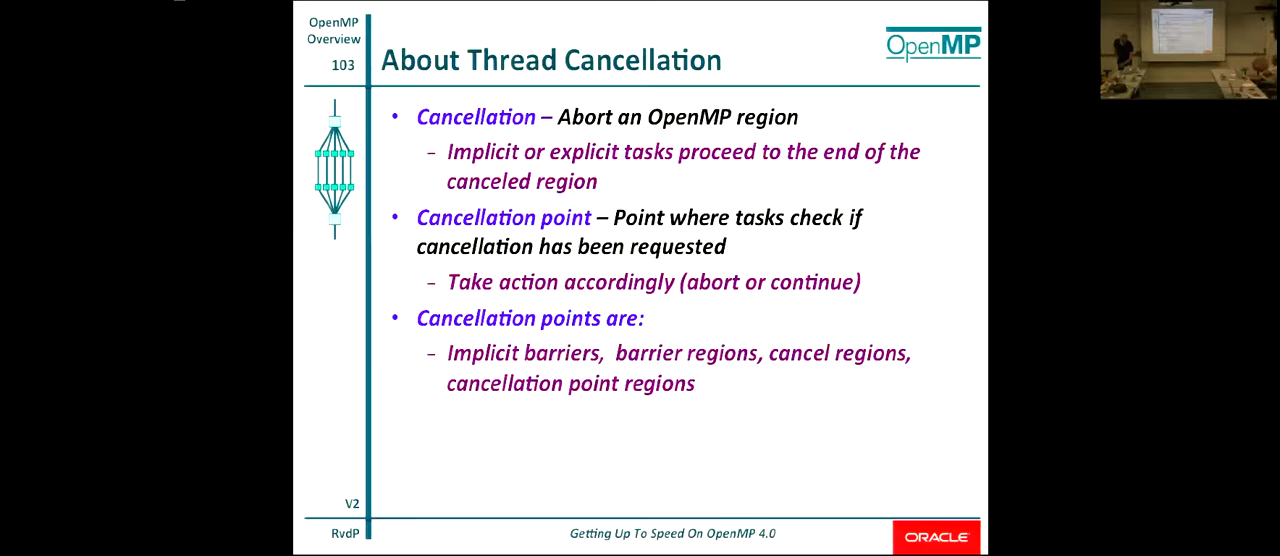 OpenMP
Overview
103
About Thread Cancellation
OpenMP
• Cancellation – Abort an OpenMP region
– Implicit or explicit tasks proceed to the end of the
canceled region
• Cancellation point – Point where tasks check if
cancellation has been requested
– Take action accordingly (abort or continue)
• Cancellation points are:
– Implicit barriers, barrier regions, cancel regions,
cancellation point regions
V2
RvdP
Getting Up To Speed On OpenMP 4.0
ORACLE